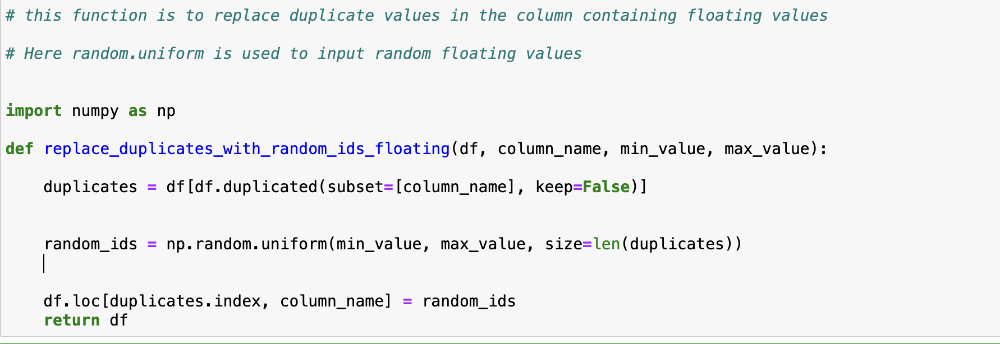 # this function is to replace duplicate values in the column containing floating values
# Here random.uniform is used to input random floating values
import numpy as np
def replace_duplicates_with_random_ids_floating(df, column_name, min_value, max_value):
    duplicates = df[df.duplicated(subset=[column_name], keep=False)]
    random_ids = np.random.uniform(min_value, max_value, size=len(duplicates))
    df.loc[duplicates.index, column_name] = random_ids
    return df